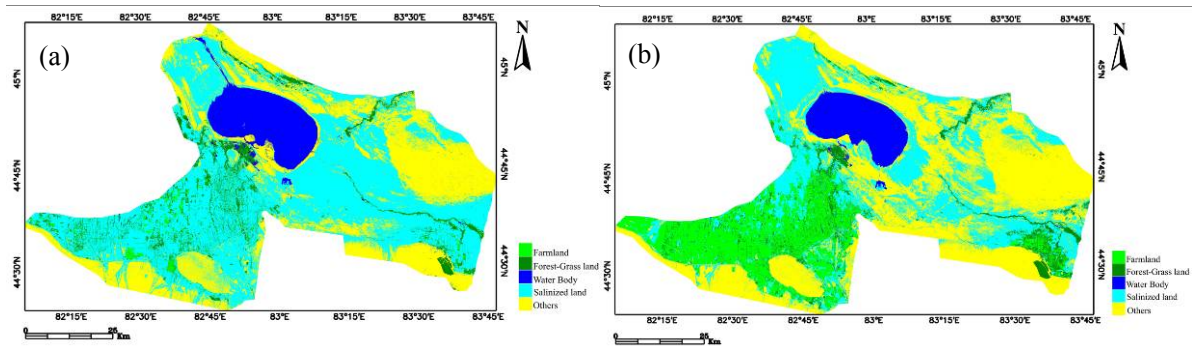 82°15'E 82°30'E 82°45'E 83°E 83°15'E 83°30'E 83°45'E
(a)
N
45°N 45°N
44°45'N 44°45'N
44°30'N 44°30'N
Farmland
Forest-Grass land
Water Body
Salinized land
Others
0 25
Km
82°15'E 82°30'E 82°45'E 83°E 83°15'E 83°30'E 83°45'E
82°15'E 82°30'E 82°45'E 83°E 83°15'E 83°30'E 83°45'E
(b)
N
45°N 45°N
44°45'N 44°45'N
44°30'N 44°30'N
Farmland
Forest-Grass land
Water Body
Salinized land
Others
0 25
Km
82°15'E 82°30'E 82°45'E 83°E 83°15'E 83°30'E 83°45'E